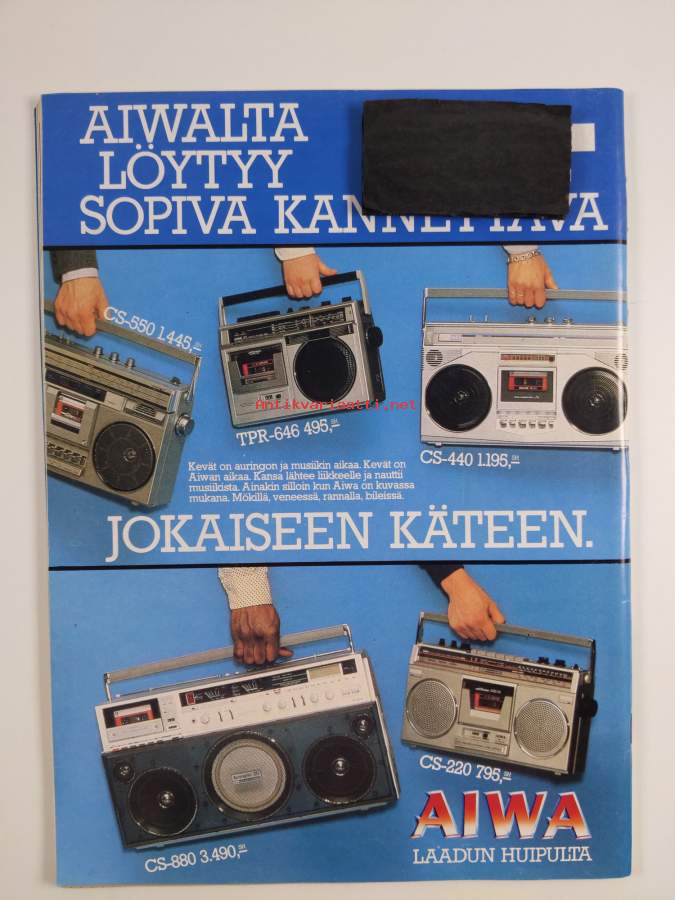 AIWALTA
LÖYTYY
SOPIVA KANNETTAVA
CS-550 1.445,-
TPR-646 495,-
CS-440 1.195,-
Antikvariaatti.net
Kevät on auringon ja musiikin aikaa. Kevät on
Aiwan aikaa. Kansa lähtee liikkeelle ja nauttii
musiikista. Ainakin silloin kun Aiwa on kuvassa
mukana. Mökillä, veneessä, rannalla, bileissä.
JOKAISEEN KÄTEEN.
CS-880 3.490,-
CS-220 795,-
AIWA
LAADUN HUIPULTA